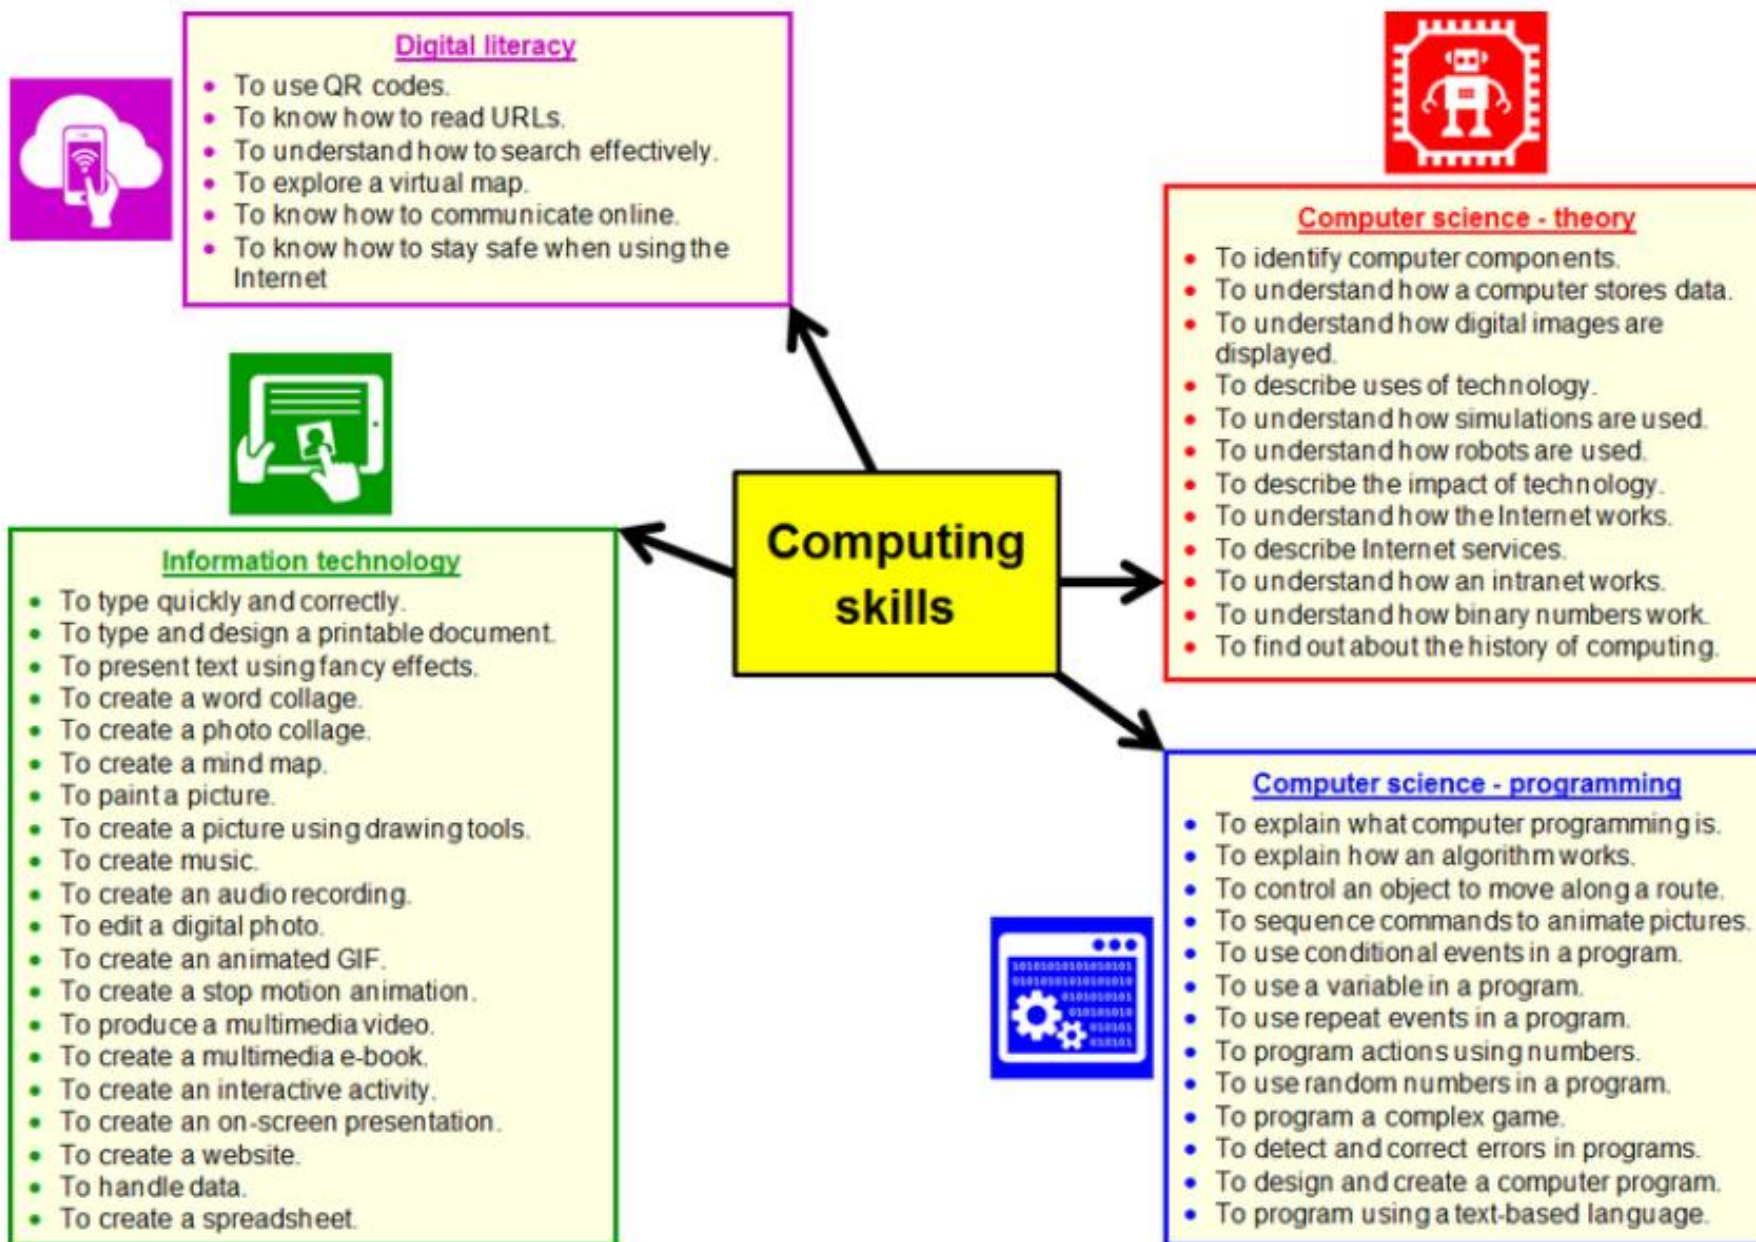 Digital literacy
To use QR codes.
To know how to read URLs.
To understand how to search effectively.
To explore a virtual map.
To know how to communicate online.
To know how to stay safe when using the
Internet
Computer science - theory
To identify computer components.
To understand how a computer stores data.
To understand how digital images are
displayed.
To describe uses of technology.
To understand how simulations are used.
To understand how robots are used.
To describe the impact of technology.
To understand how the Internet works.
To describe Internet services.
To understand how an intranet works.
To understand how binary numbers work.
To find out about the history of computing.
Computing
skills
Information technology
To type quickly and correctly.
To type and design a printable document.
To present text using fancy effects.
To create a word collage.
To create a photo collage.
To create a mind map.
To paint a picture.
To create a picture using drawing tools.
To create music.
To create an audio recording.
To edit a digital photo.
To create an animated GIF.
To create a stop motion animation.
To produce a multimedia video.
To create a multimedia e-book.
To create an interactive activity.
To create an on-screen presentation.
To create a website.
To handle data.
To create a spreadsheet.
Computer science - programming
To explain what computer programming is.
To explain how an algorithm works.
To control an object to move along a route.
To sequence commands to animate pictures.
To use conditional events in a program.
To use a variable in a program.
To use repeat events in a program.
To program actions using numbers.
To use random numbers in a program.
To program a complex game.
To detect and correct errors in programs.
To design and create a computer program.
To program using a text-based language.
1010101010101010101
0101010101010101010
0101010101
010101010
010101
010101